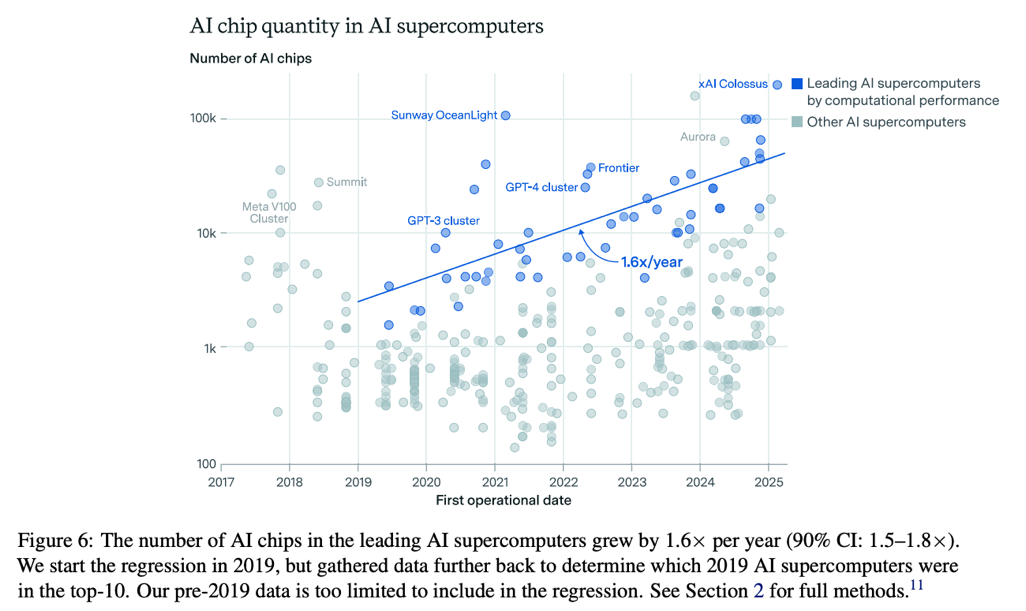 AI chip quantity in AI supercomputers
Number of AI chips
xAI Colossus
Leading AI supercomputers
by computational performance
Other AI supercomputers
100k
Sunway OceanLight
Aurora
Summit
Frontier
GPT-4 cluster
Meta V100
Cluster
GPT-3 cluster
10k
1.6x/year
1k
100
2017 2018 2019 2020 2021 2022 2023 2024 2025
First operational date
Figure 6: The number of AI chips in the leading AI supercomputers grew by 1.6× per year (90% CI: 1.5–1.8×).
We start the regression in 2019, but gathered data further back to determine which 2019 AI supercomputers were
in the top-10. Our pre-2019 data is too limited to include in the regression. See Section 2 for full methods.11